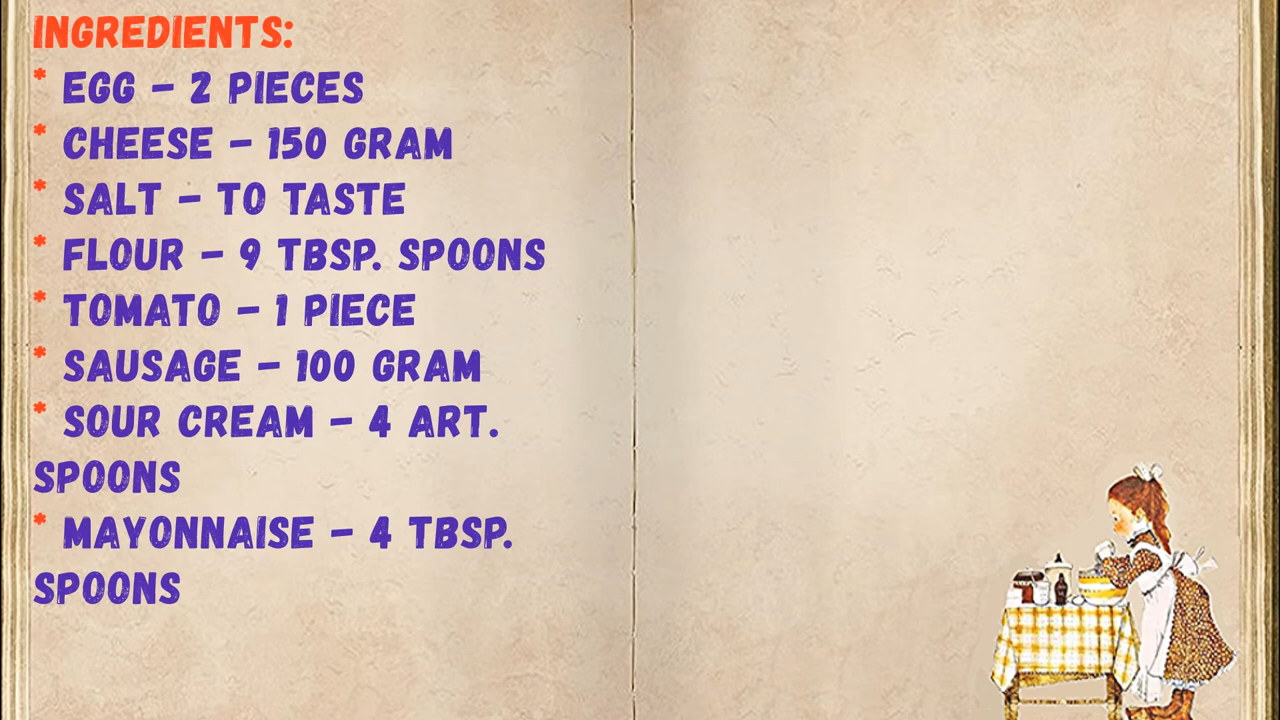 INGREDIENTS:
* EGG – 2 PIECES
* CHEESE – 150 GRAM
* SALT – TO TASTE
* FLOUR – 9 TBSP. SPOONS
* TOMATO – 1 PIECE
* SAUSAGE – 100 GRAM
* SOUR CREAM – 4 ART.
SPOONS
* MAYONNAISE – 4 TBSP.
SPOONS